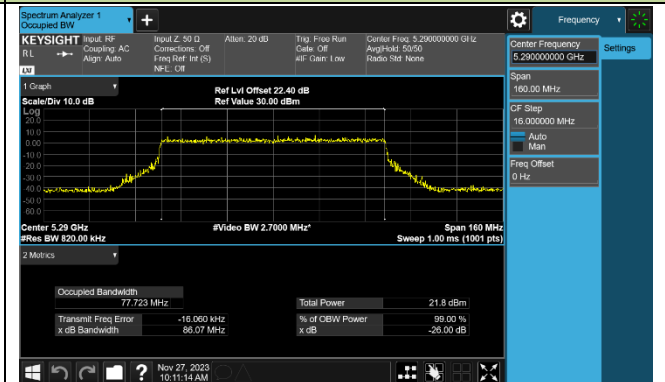 Spectrum Analyzer 1
Occupied BW
Frequency
KEYSIGHT
RL
LXI
Input: RF
Coupling: AC
Align: Auto
Input Z: 50 Ω
Corrections: Off
Freq Ref: Int (S)
NFE: Off
Atten: 20 dB
Trig: Free Run
Gate: Off
#IF Gain: Low
Center Freq: 5.290000000 GHz
Avg|Hold: 50/50
Radio Std: None
Center Frequency
5.290000000 GHz
Settings
Span
160.00 MHz
CF Step
16.000000 MHz
Auto
Man
Freq Offset
0 Hz
1 Graph
Scale/Div 10.0 dB
Ref Lvl Offset 22.40 dB
Ref Value 30.00 dBm
Log
20.0
10.0
0.00
-10.0
-20.0
-30.0
-40.0
-50.0
-60.0
Center 5.29 GHz
#Res BW 820.00 kHz
#Video BW 2.7000 MHz*
Span 160 MHz
Sweep 1.00 ms (1001 pts)
2 Metrics
Occupied Bandwidth
77.723 MHz
Total Power 21.8 dBm
Transmit Freq Error -16.060 kHz
% of OBW Power 99.00 %
x dB Bandwidth 86.07 MHz
x dB -26.00 dB
?
Nov 27, 2023
10:11:14 AM